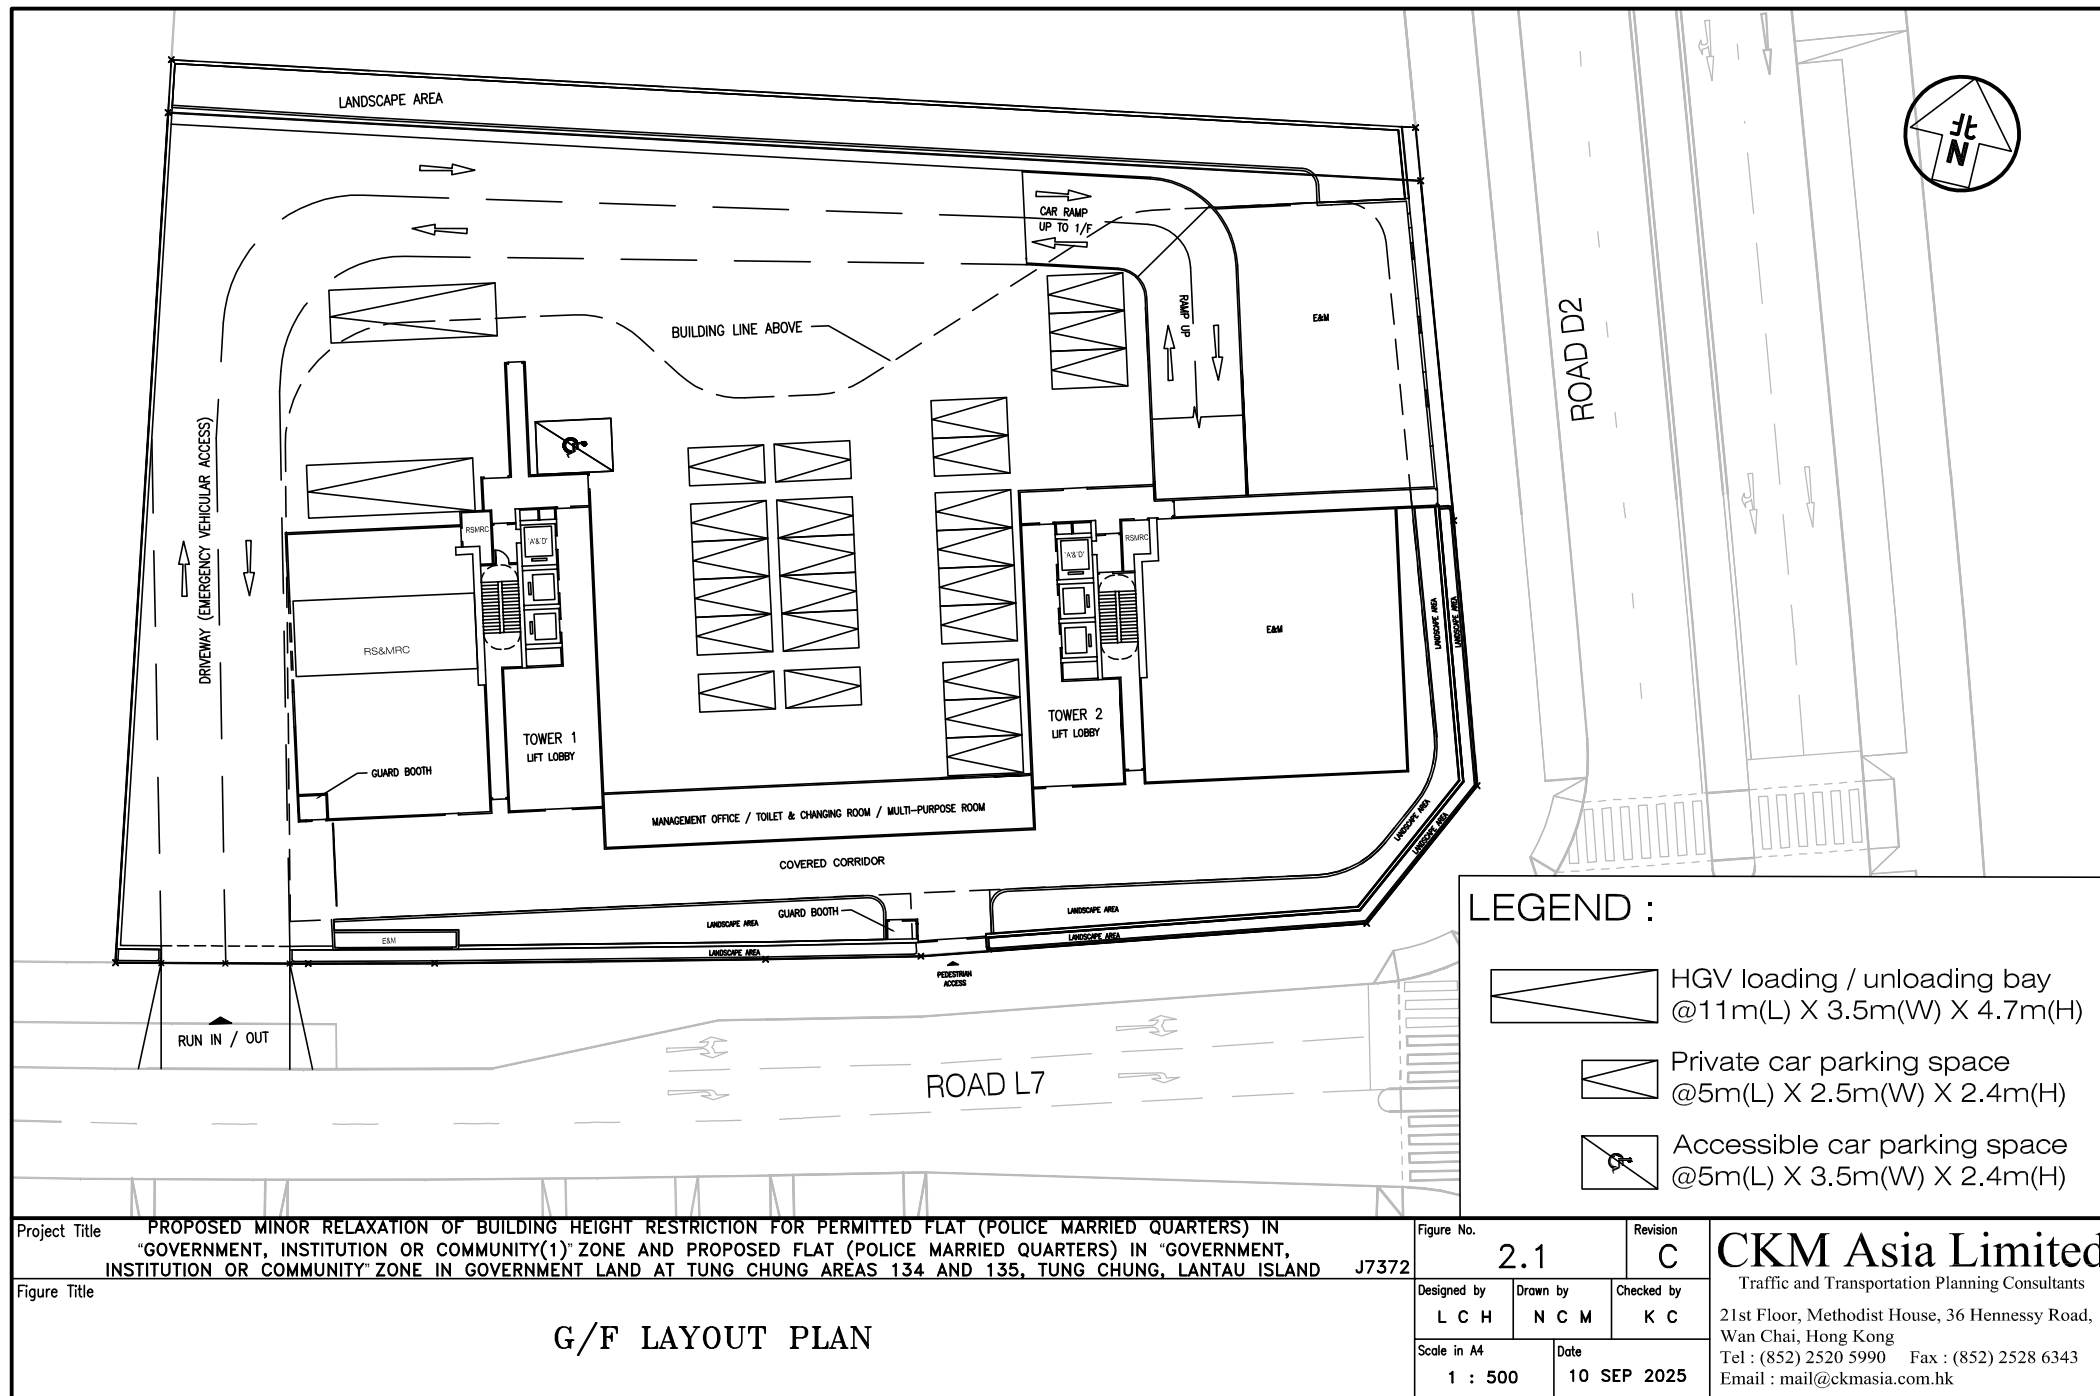 LANDSCAPE AREA
N
CAR RAMP
UP TO 1/F
BUILDING LINE ABOVE
RAMP UP
E&M
ROAD D2
DRIVEWAY (EMERGENCY VEHICULAR ACCESS)
RSMRC
'A'&'D'
'A'&'D'
RSMRC
RS&MRC
E&M
LANDSCAPE AREA
LANDSCAPE AREA
TOWER 1
LIFT LOBBY
TOWER 2
LIFT LOBBY
GUARD BOOTH
MANAGEMENT OFFICE / TOILET & CHANGING ROOM / MULTI-PURPOSE ROOM
LANDSCAPE AREA
LANDSCAPE AREA
COVERED CORRIDOR
GUARD BOOTH
LANDSCAPE AREA
LANDSCAPE AREA
E&M
LANDSCAPE AREA
LANDSCAPE AREA
PEDESTRIAN
ACCESS
RUN IN / OUT
ROAD L7
LEGEND :
HGV loading / unloading bay
@11m(L) X 3.5m(W) X 4.7m(H)
Private car parking space
@5m(L) X 2.5m(W) X 2.4m(H)
Accessible car parking space
@5m(L) X 3.5m(W) X 2.4m(H)
Project Title
PROPOSED MINOR RELAXATION OF BUILDING HEIGHT RESTRICTION FOR PERMITTED FLAT (POLICE MARRIED QUARTERS) IN
"GOVERNMENT, INSTITUTION OR COMMUNITY(1)" ZONE AND PROPOSED FLAT (POLICE MARRIED QUARTERS) IN "GOVERNMENT,
INSTITUTION OR COMMUNITY" ZONE IN GOVERNMENT LAND AT TUNG CHUNG AREAS 134 AND 135, TUNG CHUNG, LANTAU ISLAND
J7372
Figure Title
G/F LAYOUT PLAN
Figure No.
2.1
Revision
C
Designed by
L C H
Drawn by
N C M
Checked by
K C
Scale in A4
1 : 500
Date
10 SEP 2025
CKM Asia Limited
Traffic and Transportation Planning Consultants
21st Floor, Methodist House, 36 Hennessy Road,
Wan Chai, Hong Kong
Tel : (852) 2520 5990 Fax : (852) 2528 6343
Email : mail@ckmasia.com.hk